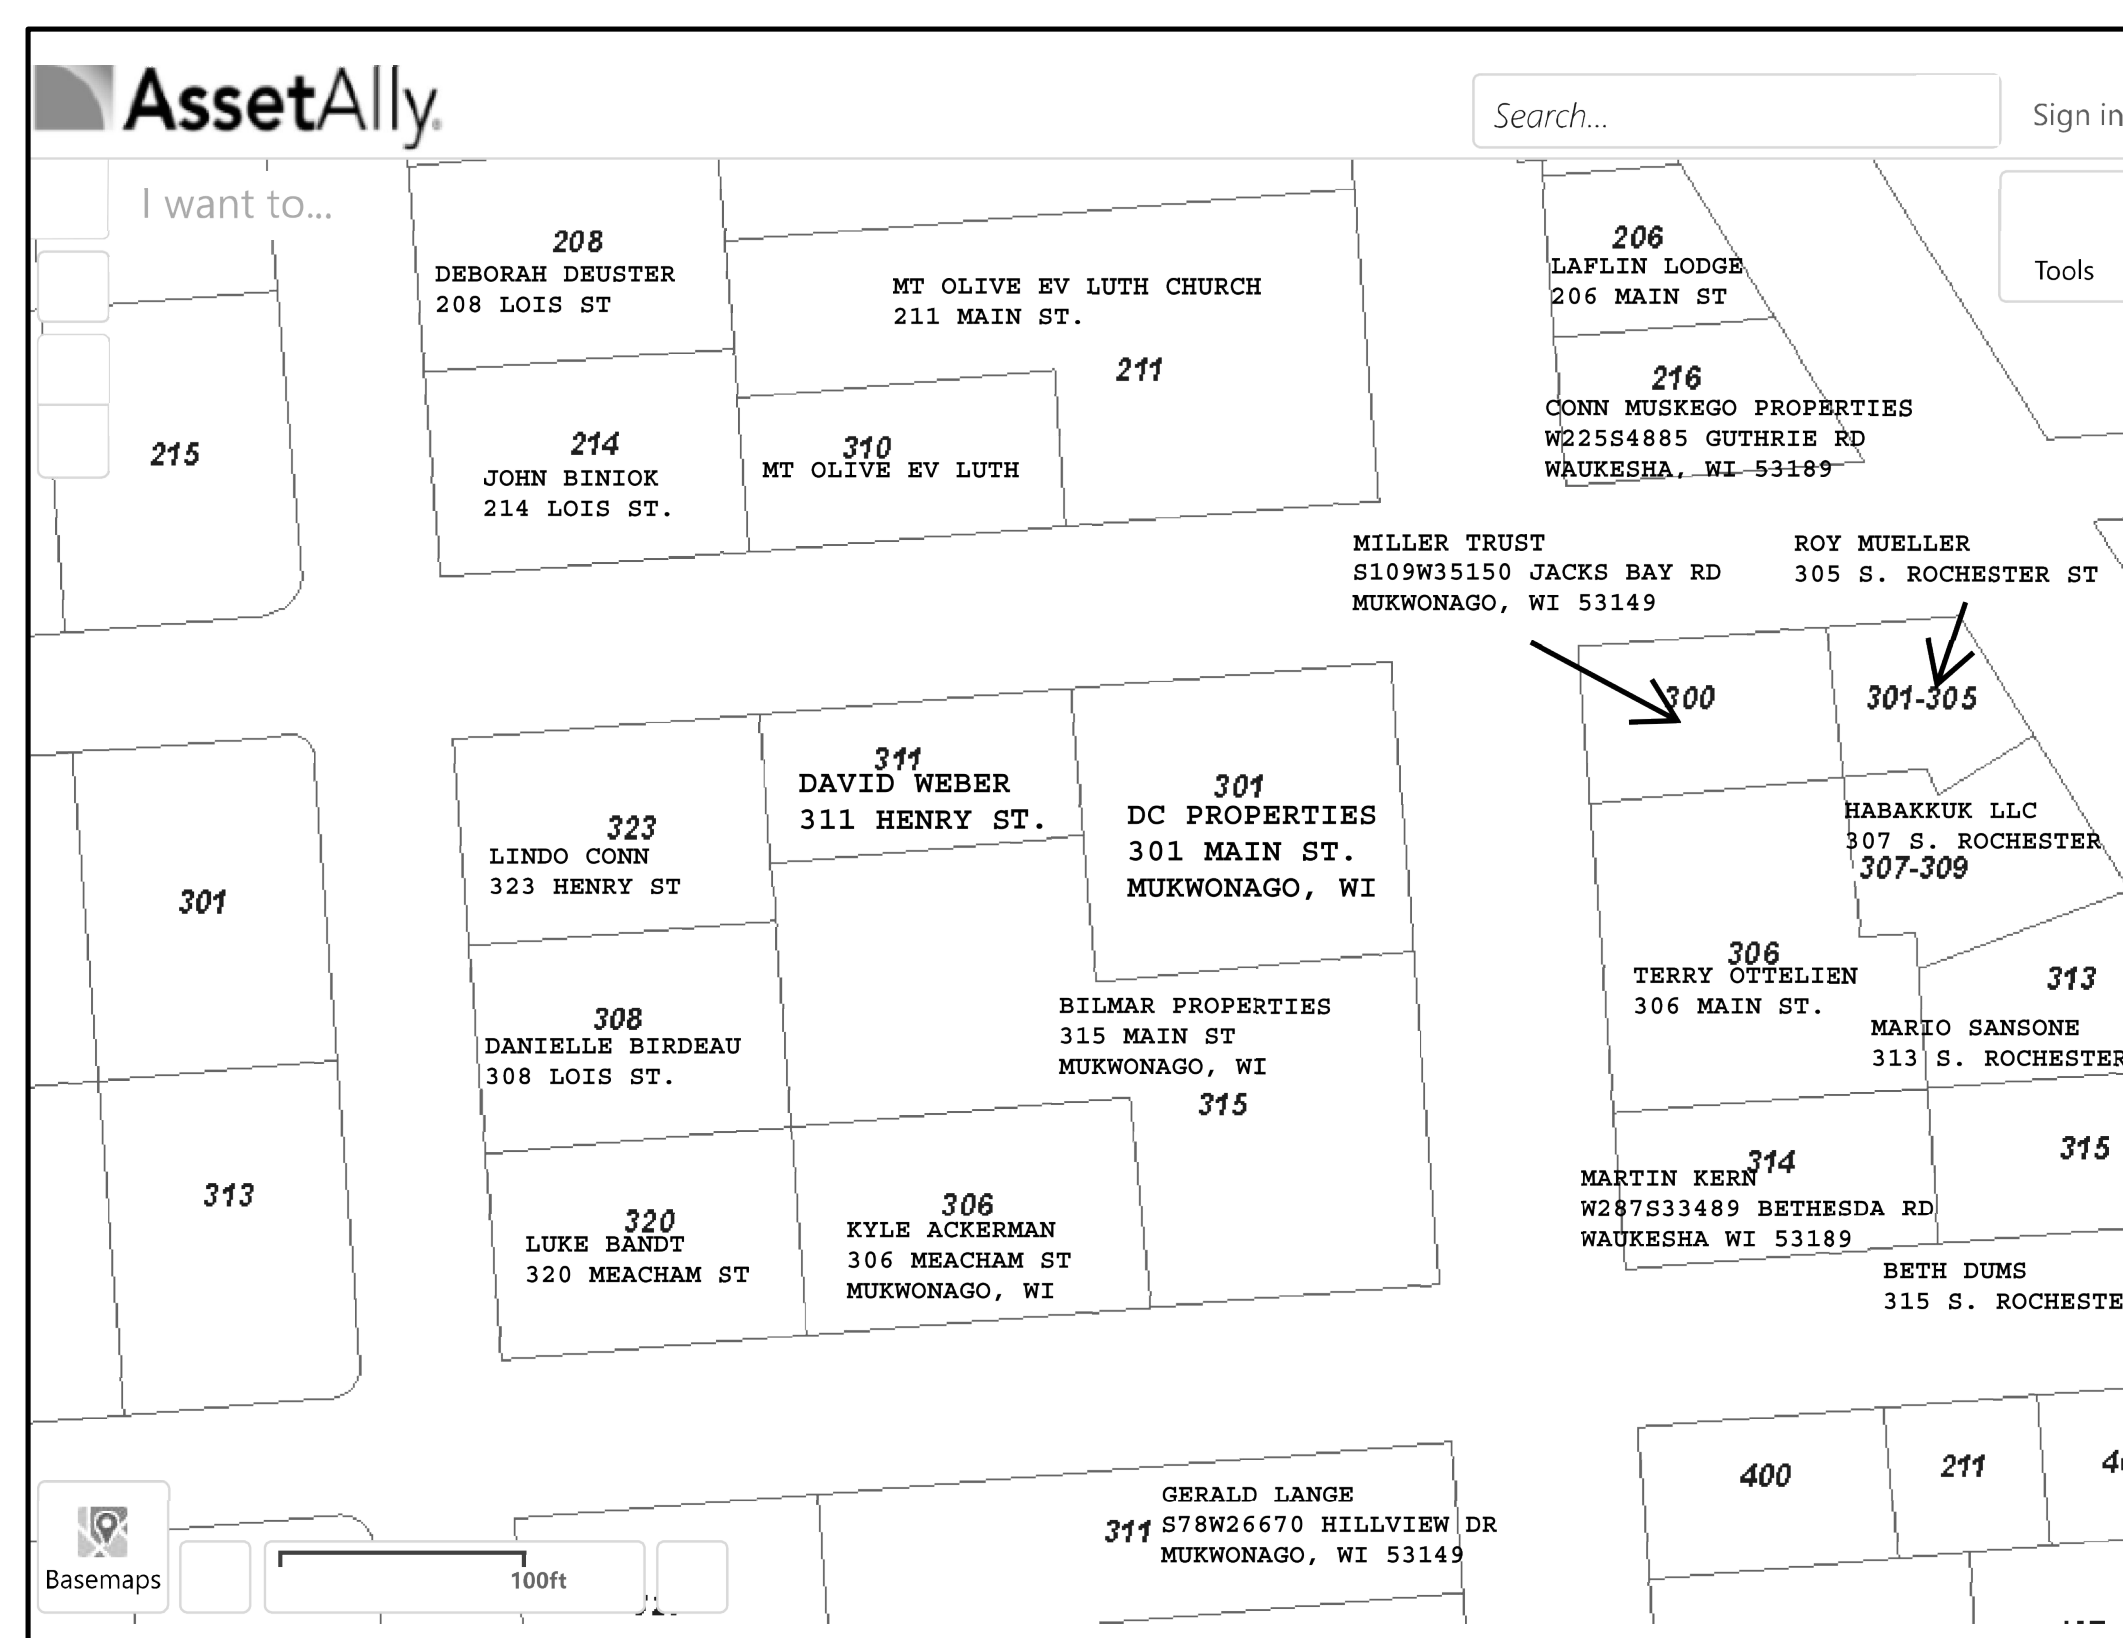 AssetAlly
Search...
Sign in
I want to...
Tools
208
DEBORAH DEUSTER
208 LOIS ST
MT OLIVE EV LUTH CHURCH
211 MAIN ST.
211
206
LAFLIN LODGE
206 MAIN ST
216
CONN MUSKEGO PROPERTIES
W225S4885 GUTHRIE RD
WAUKESHA, WI 53189
215
214
JOHN BINIOK
214 LOIS ST.
310
MT OLIVE EV LUTH
MILLER TRUST
S109W35150 JACKS BAY RD
MUKWONAGO, WI 53149
ROY MUELLER
305 S. ROCHESTER ST
300
301-305
311
DAVID WEBER
311 HENRY ST.
301
DC PROPERTIES
301 MAIN ST.
MUKWONAGO, WI
323
LINDO CONN
323 HENRY ST
HABAKKUK LLC
307 S. ROCHESTER
307-309
301
306
TERRY OTTELIEN
306 MAIN ST.
313
MARIO SANSONE
313 S. ROCHESTER
308
DANIELLE BIRDEAU
308 LOIS ST.
BILMAR PROPERTIES
315 MAIN ST
MUKWONAGO, WI
315
313
314
MARTIN KERN
W287S33489 BETHESDA RD
WAUKESHA WI 53189
315
BETH DUMS
315 S. ROCHESTE
320
LUKE BANDT
320 MEACHAM ST
306
KYLE ACKERMAN
306 MEACHAM ST
MUKWONAGO, WI
400
211
311
GERALD LANGE
S78W26670 HILLVIEW DR
MUKWONAGO, WI 53149
Basemaps
100ft